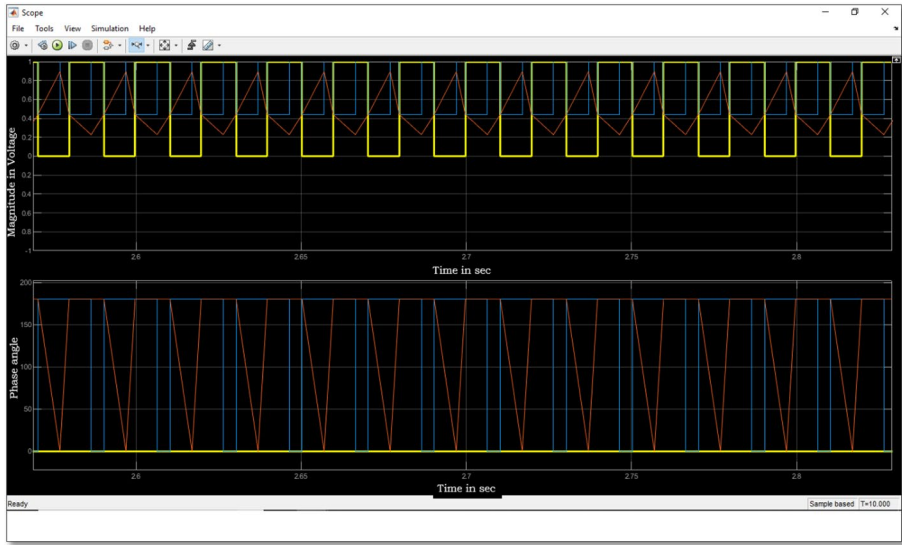 Scope
File Tools View Simulation Help
1
0.8
0.6
0.4
0.2
0
0.2
0.4
0.6
0.8
-1
Magnitude in Voltage
2.6 2.65 2.7 2.75 2.8
Time in sec
200
150
100
50
0
Phase angle
2.6 2.65 2.7 2.75 2.8
Time in sec
Ready Sample based T=10.000